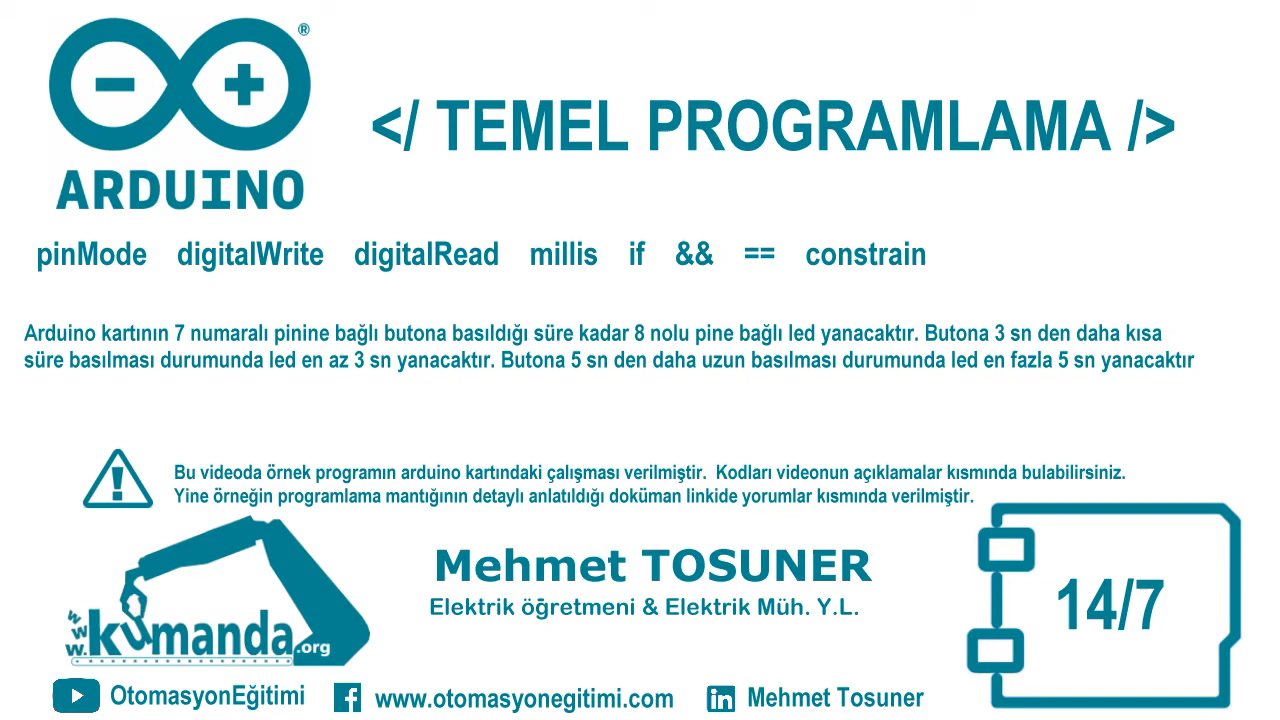 ®
ARDUINO
</ TEMEL PROGRAMLAMA />
pinMode digitalWrite digitalRead millis if && == constrain
Arduino kartının 7 numaralı pinine bağlı butona basıldığı süre kadar 8 nolu pine bağlı led yanacaktır. Butona 3 sn den daha kısa
süre basılması durumunda led en az 3 sn yanacaktır. Butona 5 sn den daha uzun basılması durumunda led en fazla 5 sn yanacaktır
Bu videoda örnek programın arduino kartındaki çalışması verilmiştir. Kodları videonun açıklamalar kısmında bulabilirsiniz.
Yine örneğin programlama mantığının detaylı anlatıldığı doküman linkide yorumlar kısmında verilmiştir.
Mehmet TOSUNER
Elektrik öğretmeni & Elektrik Müh. Y.L.
14/7
www.kumanda.org
OtomasyonEğitimi www.otomasyonegitimi.com Mehmet Tosuner